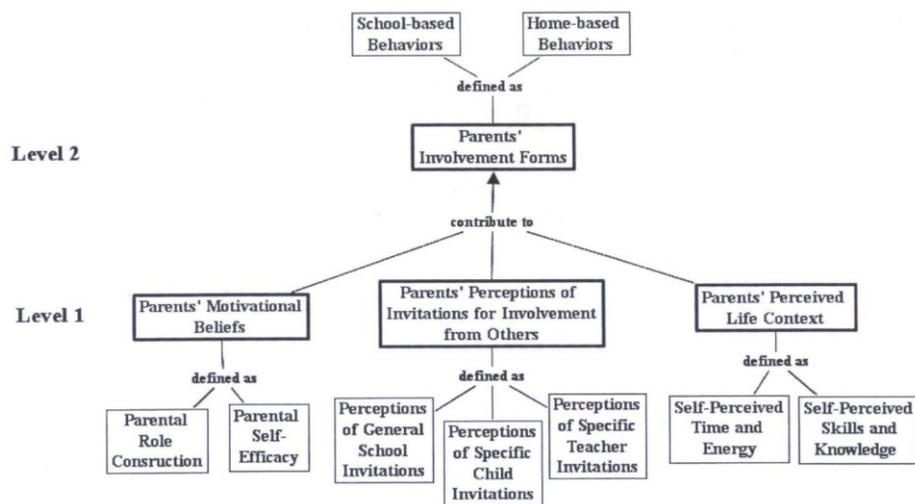 School-based
Behaviors
Home-based
Behaviors
defined as
Level 2
Parents'
Involvement Forms
contribute to
Level 1
Parents' Motivational
Beliefs
Parents' Perceptions of
Invitations for Involvement
from Others
Parents' Perceived
Life Context
defined as
defined as
defined as
Parental
Role
Consruction
Parental
Self-
Efficacy
Perceptions
of General
School
Invitations
Perceptions
of Specific
Child
Invitations
Perceptions
of Specific
Teacher
Invitations
Self-Perceived
Time and
Energy
Self-Perceived
Skills and
Knowledge